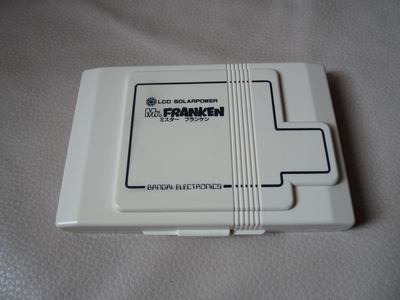 LCD SOLARPOWER
Mr. FRANKEN
ミスター フランケン
BANDAI ELECTRONICS